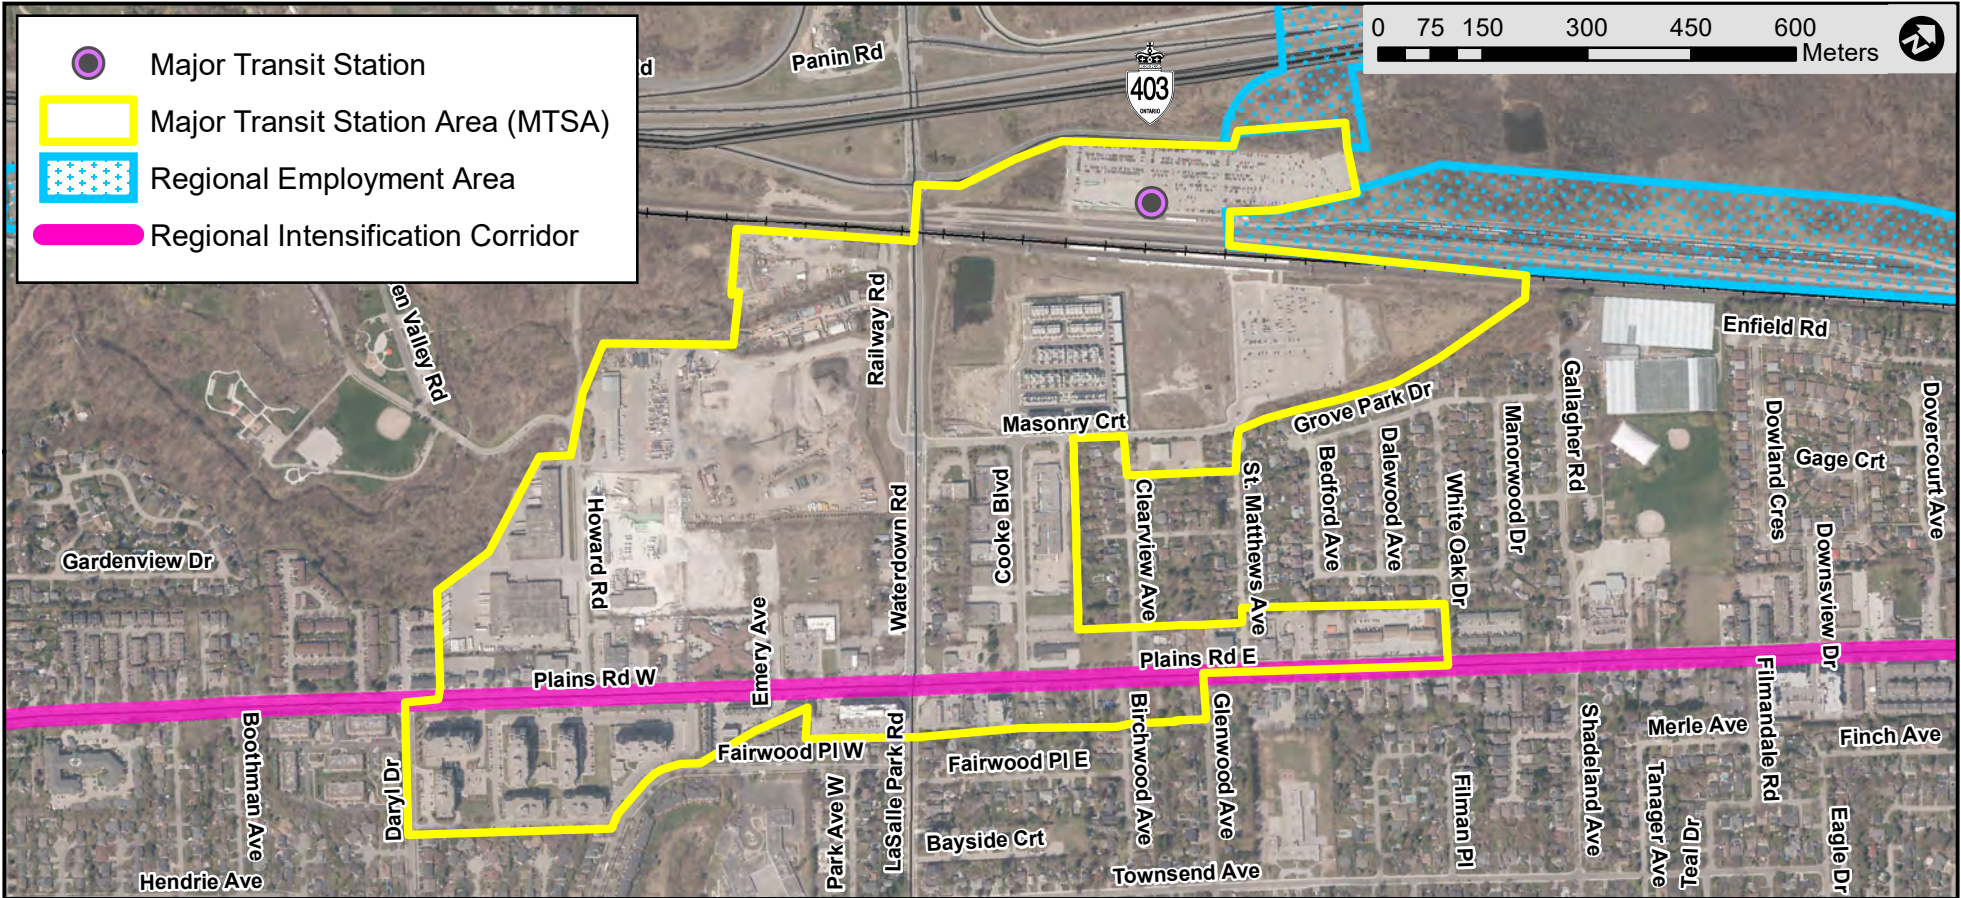 Major Transit Station
Major Transit Station Area (MTSA)
Regional Employment Area
Regional Intensification Corridor
0 75 150 300 450 600
Meters
N
Rd
Panin Rd
403
ONTARIO
en Valley Rd
Railway Rd
Enfield Rd
Masonry Crt
Grove Park Dr
Gallagher Rd
Manorwood Dr
Dowland Cres
Gage Crt
Dovercourt Ave
Howard Rd
Waterdown Rd
Cooke Blvd
Clearview Ave
St. Matthews Ave
Bedford Ave
Dalewood Ave
White Oak Dr
Downsview Dr
Gardenview Dr
Emery Ave
Plains Rd W
Plains Rd E
Boothman Ave
Daryl Dr
Fairwood Pl W
LaSalle Park Rd
Park Ave W
Fairwood Pl E
Birchwood Ave
Glenwood Ave
Filman Pl
Shadeland Ave
Merle Ave
Tanager Ave
Teal Dr
Filmandale Rd
Finch Ave
Eagle Dr
Bayside Crt
Townsend Ave
Hendrie Ave